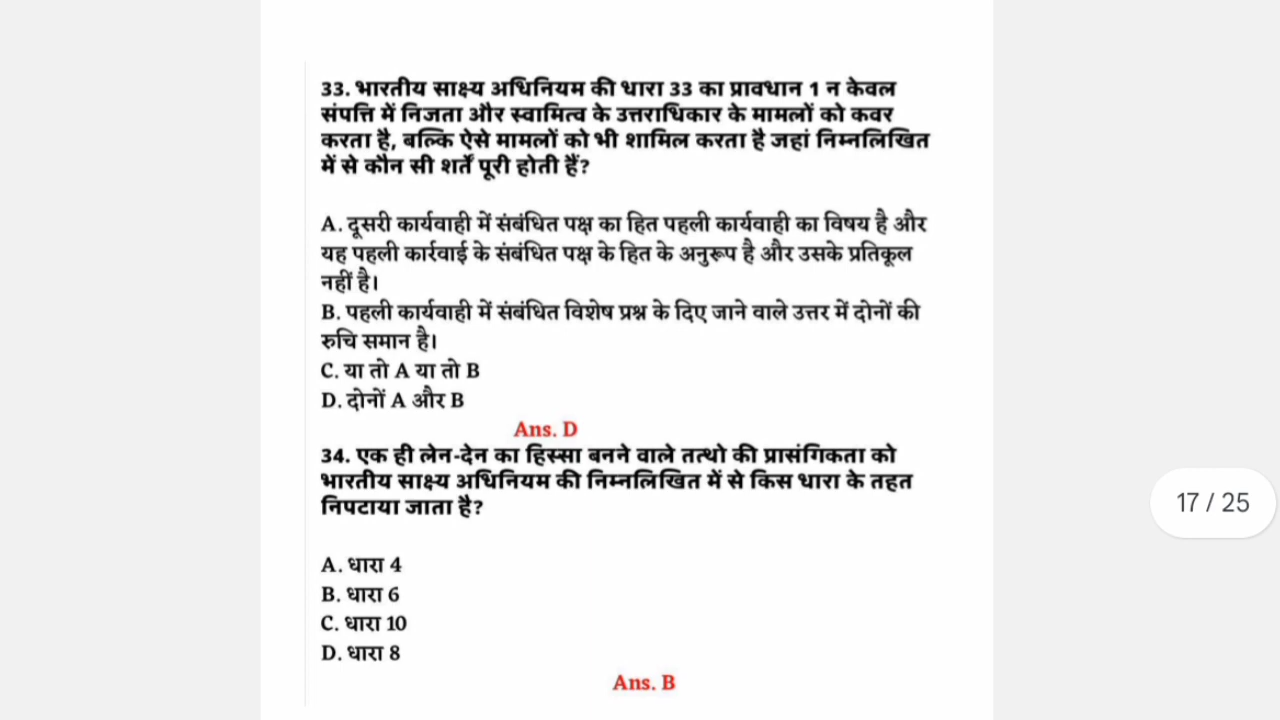 33. भारतीय साक्ष्य अधिनियम की धारा 33 का प्रावधान 1 न केवल
संपत्ति में निजता और स्वामित्व के उत्तराधिकार के मामलों को कवर
करता है, बल्कि ऐसे मामलों को भी शामिल करता है जहां निम्नलिखित
में से कौन सी शर्तें पूरी होती हैं?
A. दूसरी कार्यवाही में संबंधित पक्ष का हित पहली कार्यवाही का विषय है और
यह पहली कार्रवाई के संबंधित पक्ष के हित के अनुरूप है और उसके प्रतिकूल
नहीं है।
B. पहली कार्यवाही में संबंधित विशेष प्रश्न के दिए जाने वाले उत्तर में दोनों की
रुचि समान है।
C. या तो A या तो B
D. दोनों A और B
Ans. D
34. एक ही लेन-देन का हिस्सा बनने वाले तत्थो की प्रासंगिकता को
भारतीय साक्ष्य अधिनियम की निम्नलिखित में से किस धारा के तहत
निपटाया जाता है?
A. धारा 4
B. धारा 6
C. धारा 10
D. धारा 8
Ans. B
17 / 25